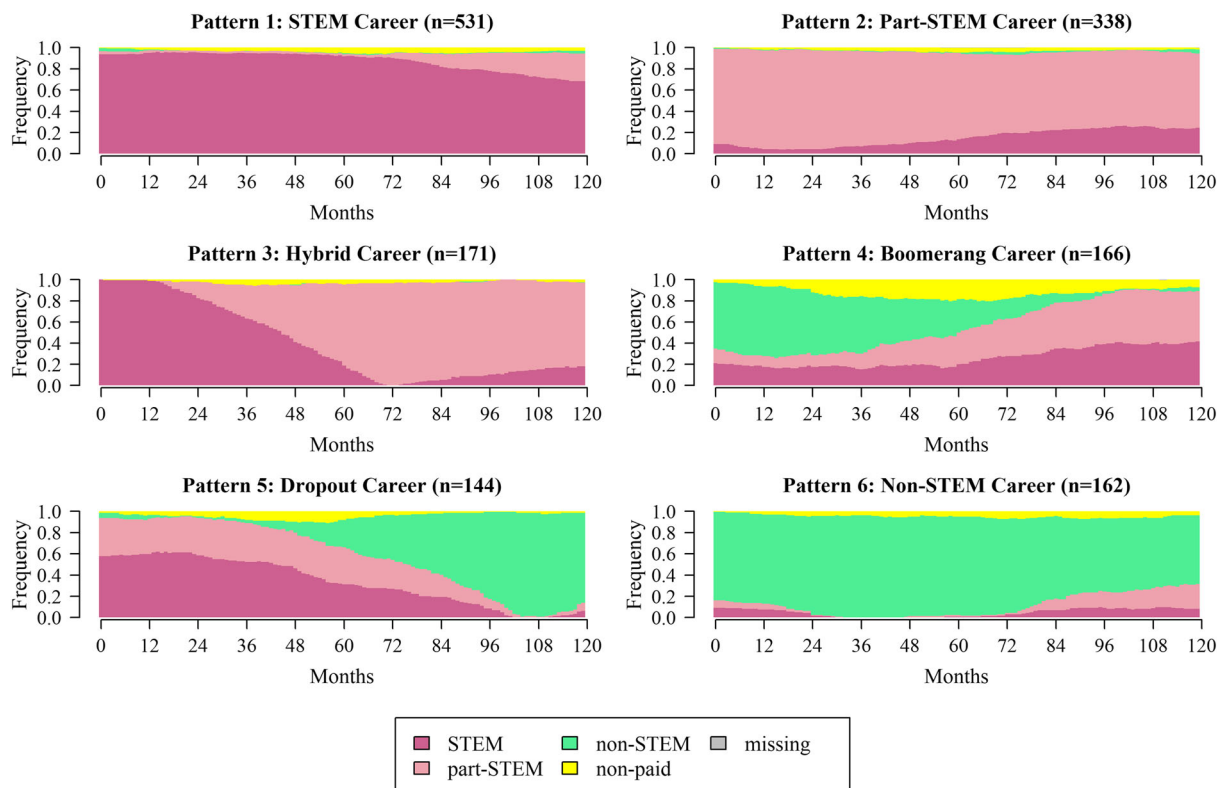 Pattern 1: STEM Career (n=531)
Frequency
1.0
0.8
0.6
0.4
0.2
0.0
0 12 24 36 48 60 72 84 96 108 120
Months
Pattern 2: Part-STEM Career (n=338)
Frequency
1.0
0.8
0.6
0.4
0.2
0.0
0 12 24 36 48 60 72 84 96 108 120
Months
Pattern 3: Hybrid Career (n=171)
Frequency
1.0
0.8
0.6
0.4
0.2
0.0
0 12 24 36 48 60 72 84 96 108 120
Months
Pattern 4: Boomerang Career (n=166)
Frequency
1.0
0.8
0.6
0.4
0.2
0.0
0 12 24 36 48 60 72 84 96 108 120
Months
Pattern 5: Dropout Career (n=144)
Frequency
1.0
0.8
0.6
0.4
0.2
0.0
0 12 24 36 48 60 72 84 96 108 120
Months
Pattern 6: Non-STEM Career (n=162)
Frequency
1.0
0.8
0.6
0.4
0.2
0.0
0 12 24 36 48 60 72 84 96 108 120
Months
STEM non-STEM missing
part-STEM non-paid